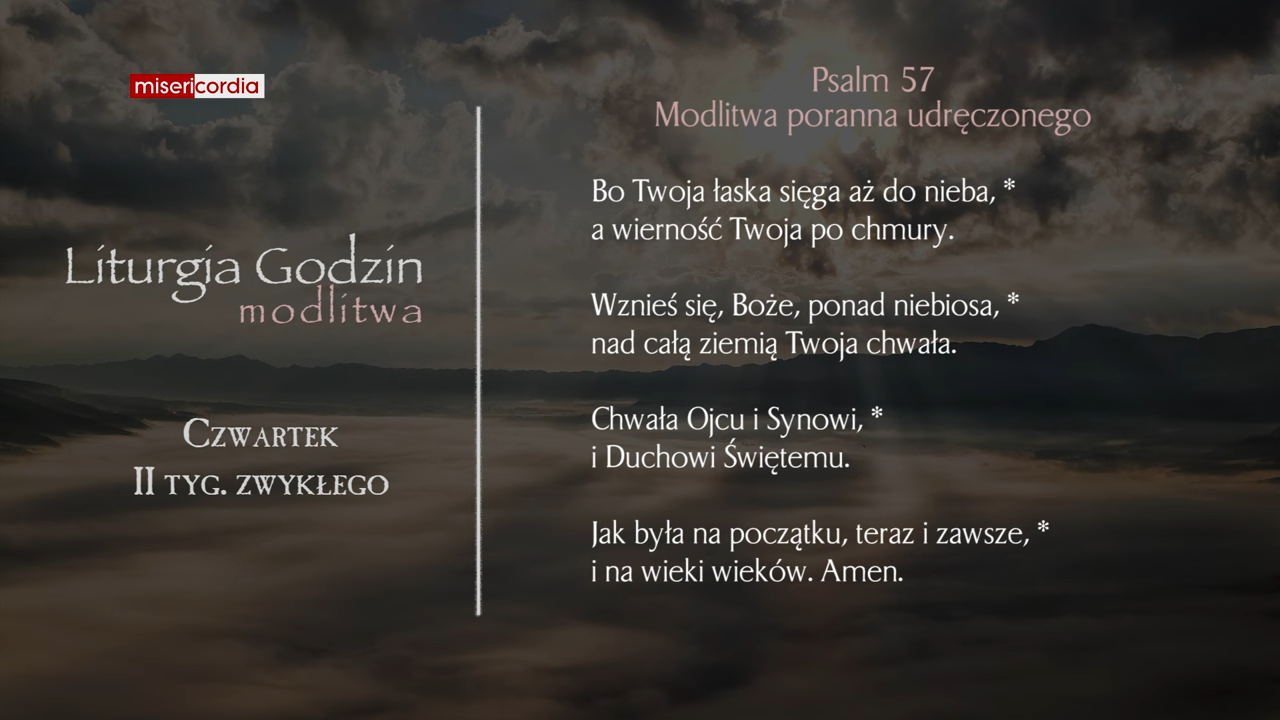 misericordia
Liturgia Godzin
modlitwa
Czwartek
II tyg. zwykłego
Psalm 57
Modlitwa poranna udręczonego
Bo Twoja łaska sięga aż do nieba, *
a wierność Twoja po chmury.
Wznieś się, Boże, ponad niebiosa, *
nad całą ziemią Twoja chwała.
Chwała Ojcu i Synowi, *
i Duchowi Świętemu.
Jak była na początku, teraz i zawsze, *
i na wieki wieków. Amen.